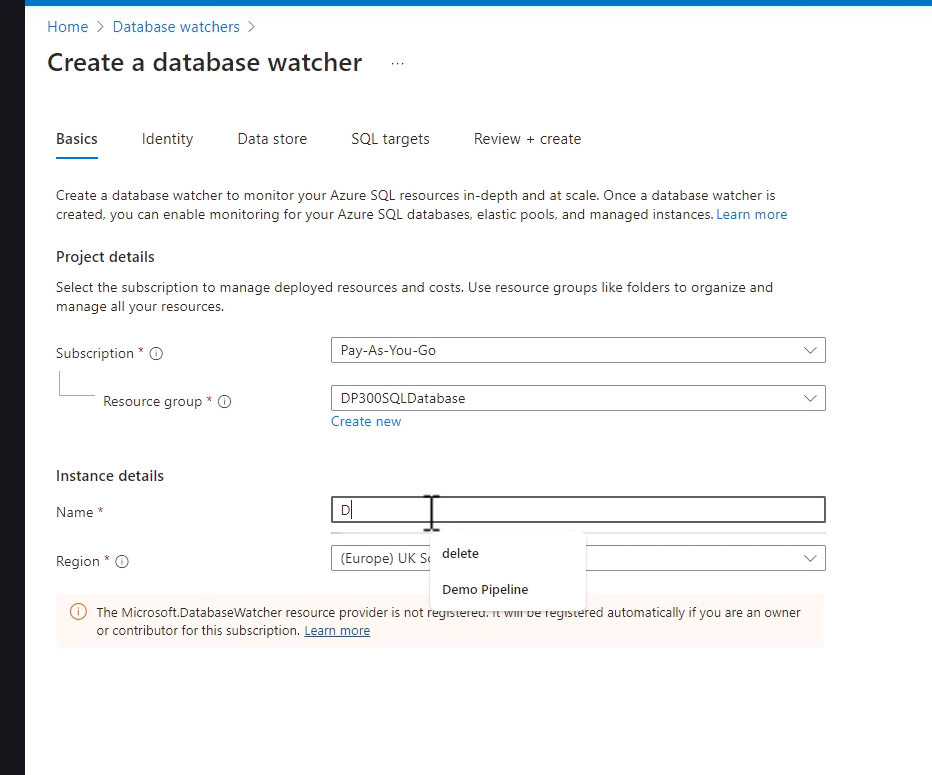 Home > Database watchers >
Create a database watcher ...
Basics Identity Data store SQL targets Review + create
Create a database watcher to monitor your Azure SQL resources in-depth and at scale. Once a database watcher is
created, you can enable monitoring for your Azure SQL databases, elastic pools, and managed instances. Learn more
Project details
Select the subscription to manage deployed resources and costs. Use resource groups like folders to organize and
manage all your resources.
Subscription *
Pay-As-You-Go
Resource group *
DP300SQLDatabase
Create new
Instance details
Name *
D
delete
Demo Pipeline
Region *
(Europe) UK
The Microsoft.DatabaseWatcher resource provider is not registered. It will be registered automatically if you are an owner
or contributor for this subscription. Learn more